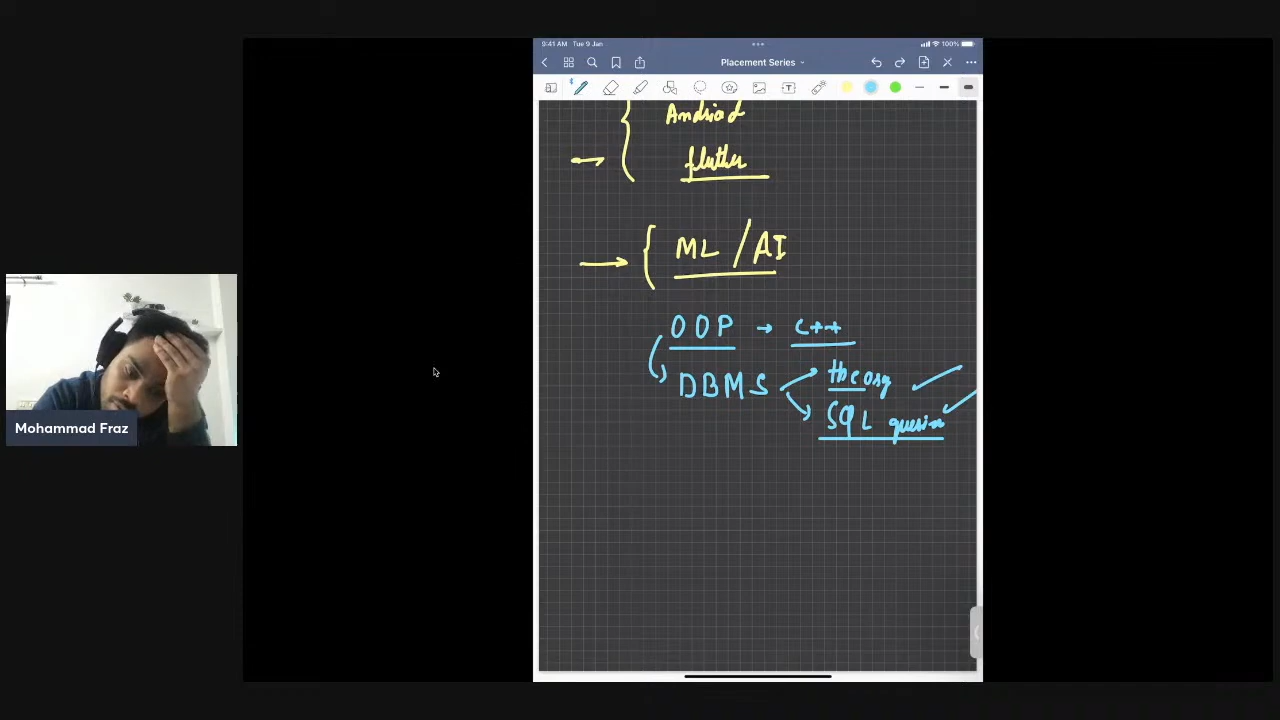 9:41 AM Tue 9 Jan
100%
Placement Series
T
Andriod
flutter
ML / AI
OOP → C++
DBMS
theory
SQL queries
Mohammad Fraz